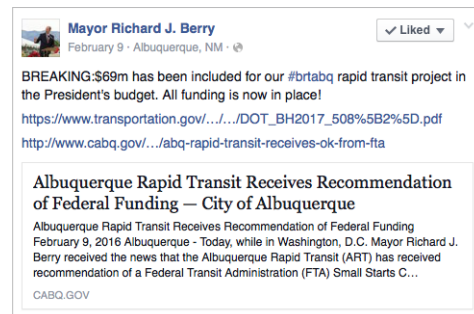 Mayor Richard J. Berry
Liked
February 9 · Albuquerque, NM ·
BREAKING:$69m has been included for our #brtabq rapid transit project in
the President's budget. All funding is now in place!
https://www.transportation.gov/…/…/DOT_BH2017_508%5B2%5D.pdf
http://www.cabq.gov/…/abq-rapid-transit-receives-ok-from-fta
Albuquerque Rapid Transit Receives Recommendation
of Federal Funding — City of Albuquerque
Albuquerque Rapid Transit Receives Recommendation of Federal Funding
February 9, 2016 Albuquerque - Today, while in Washington, D.C. Mayor Richard J.
Berry received the news that the Albuquerque Rapid Transit (ART) has received
recommendation of a Federal Transit Administration (FTA) Small Starts C...
CABQ.GOV